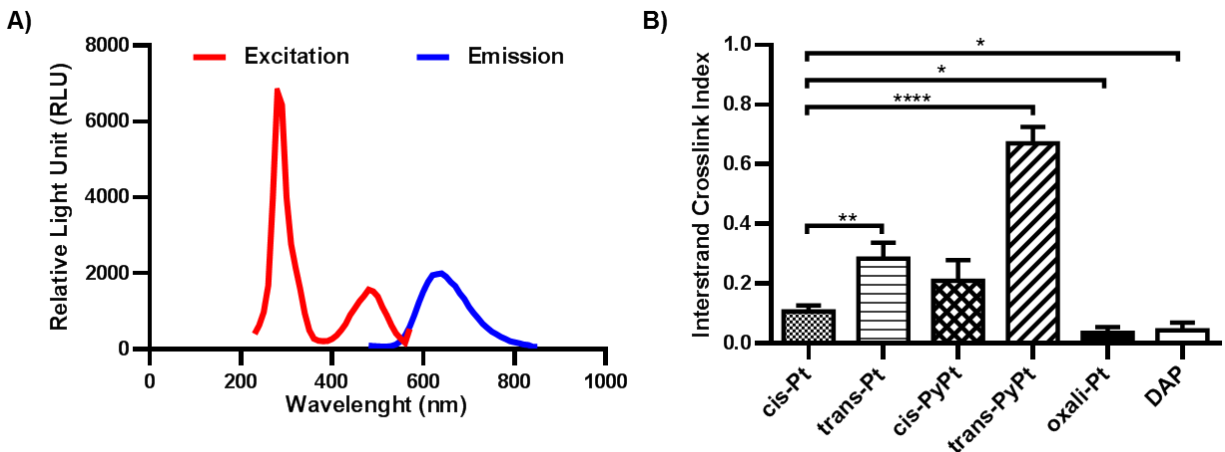 A)
Excitation
Emission
Relative Light Unit (RLU)
8000
6000
4000
2000
0
0
200
400
600
800
1000
Wavelenght (nm)
B)
Interstrand Crosslink Index
1.0
0.8
0.6
0.4
0.2
0.0
*
*
****
**
cis-Pt
trans-Pt
cis-PyPt
trans-PyPt
oxali-Pt
DAP